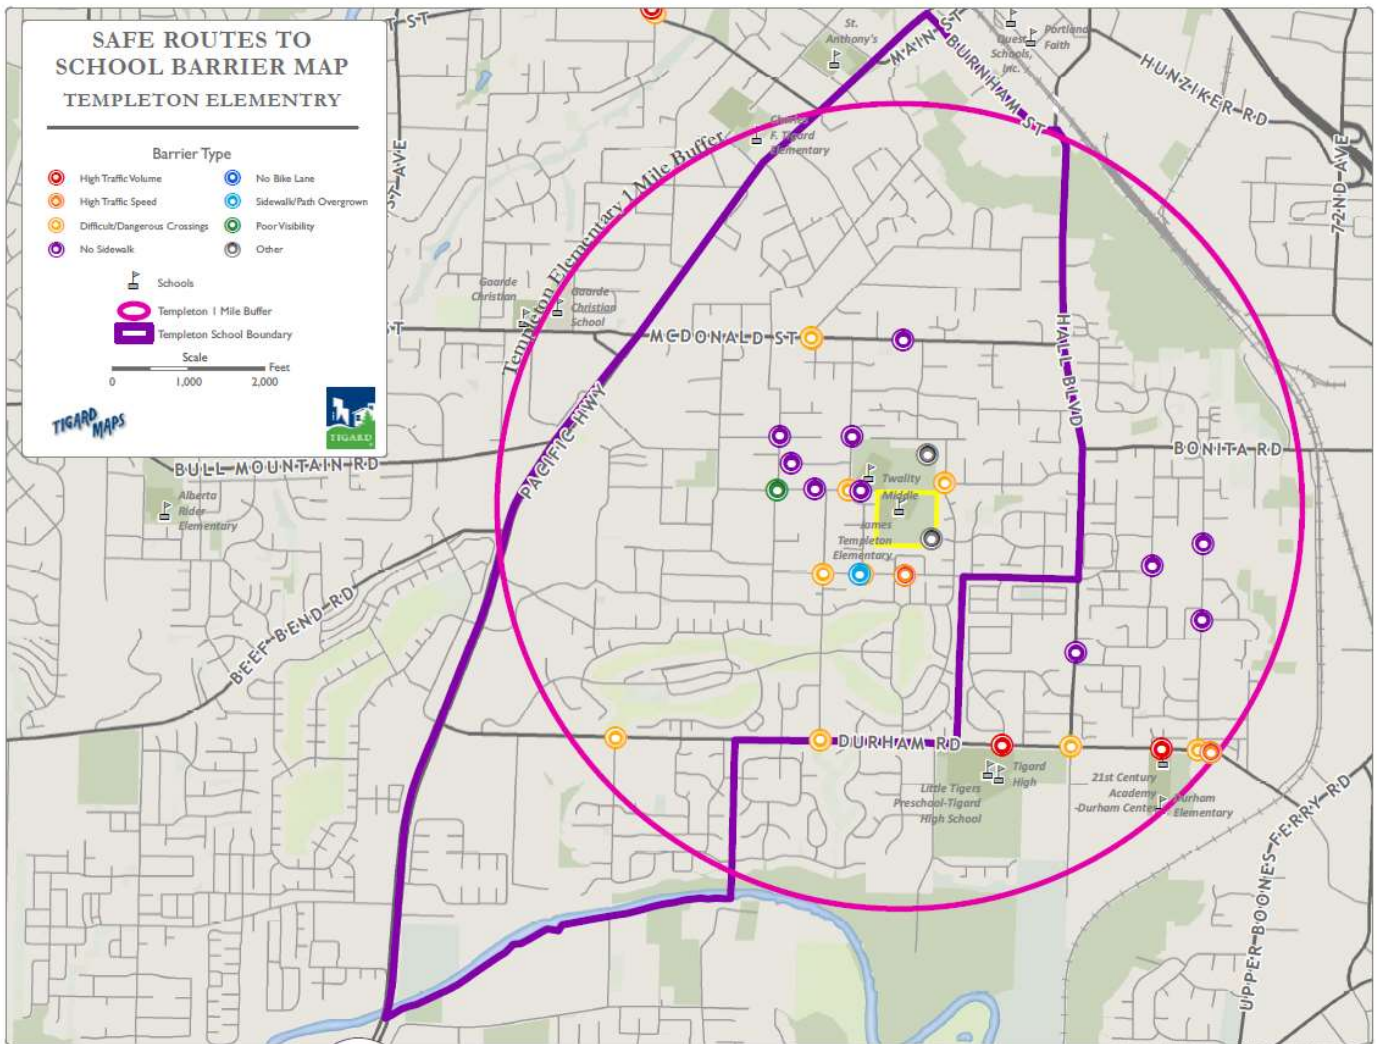 SAFE ROUTES TO
SCHOOL BARRIER MAP
TEMPLETON ELEMENTRY
Barrier Type
High Traffic Volume
High Traffic Speed
Difficult/Dangerous Crossings
No Sidewalk
No Bike Lane
Sidewalk/Path Overgrown
Poor Visibility
Other
Schools
Templeton 1 Mile Buffer
Templeton School Boundary
Scale
Feet
0 1,000 2,000
TIGARD
MAPS
TIGARD
T ST
St.
Anthony's
MAIN ST
BURNHAM ST
Portland
Faith
Schools,
Inc.
HUNZIKER RD
72ND AVE
AVE
Charles
F. Tigard
Elementary
Templeton Elementary 1 Mile Buffer
Gaarde
Christian
Gaarde
Christian
School
ST
MCDONALD ST
HALL BLVD
PACIFIC HWY
BONITA RD
BULL MOUNTAIN RD
Alberta
Rider
Elementary
Twality
Middle
James
Templeton
Elementary
BEEF BEND RD
DURHAM RD
Tigard
High
Little Tigers
Preschool-Tigard
High School
21st Century
Academy
-Durham Center
Durham
Elementary
UPPER BOONES FERRY RD